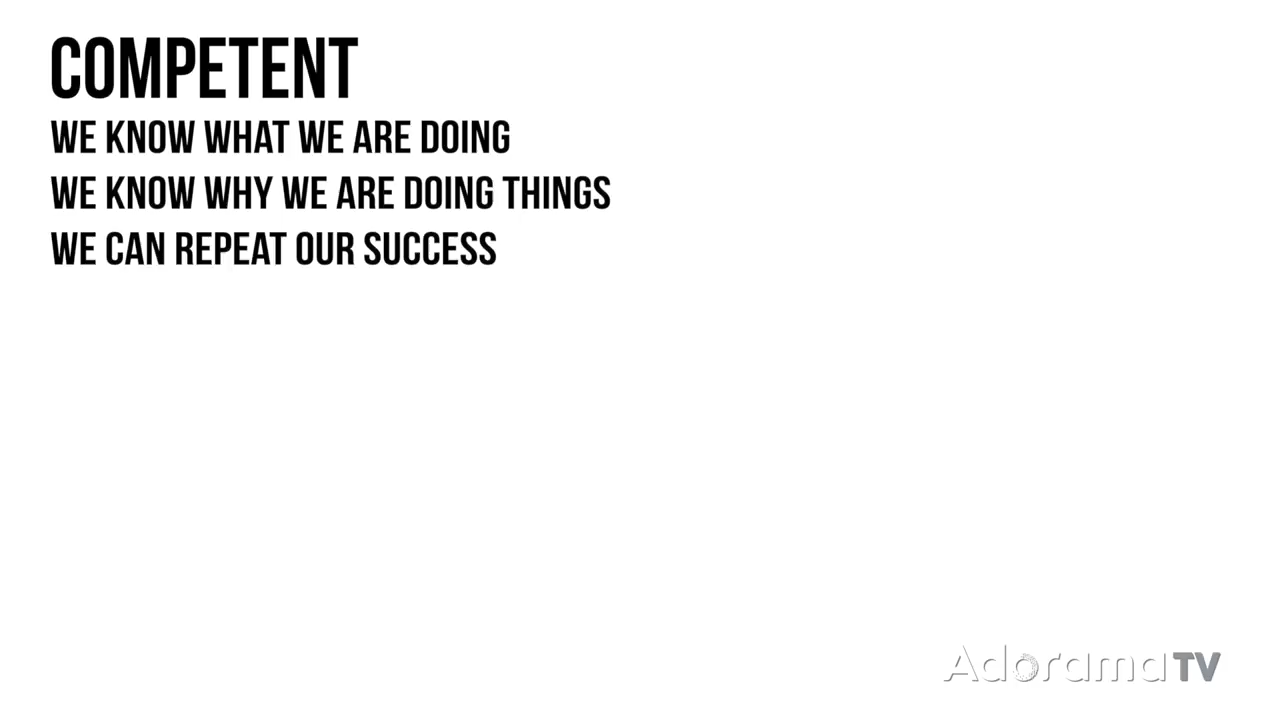 COMPETENT
WE KNOW WHAT WE ARE DOING
WE KNOW WHY WE ARE DOING THINGS
WE CAN REPEAT OUR SUCCESS
AdoramaTV